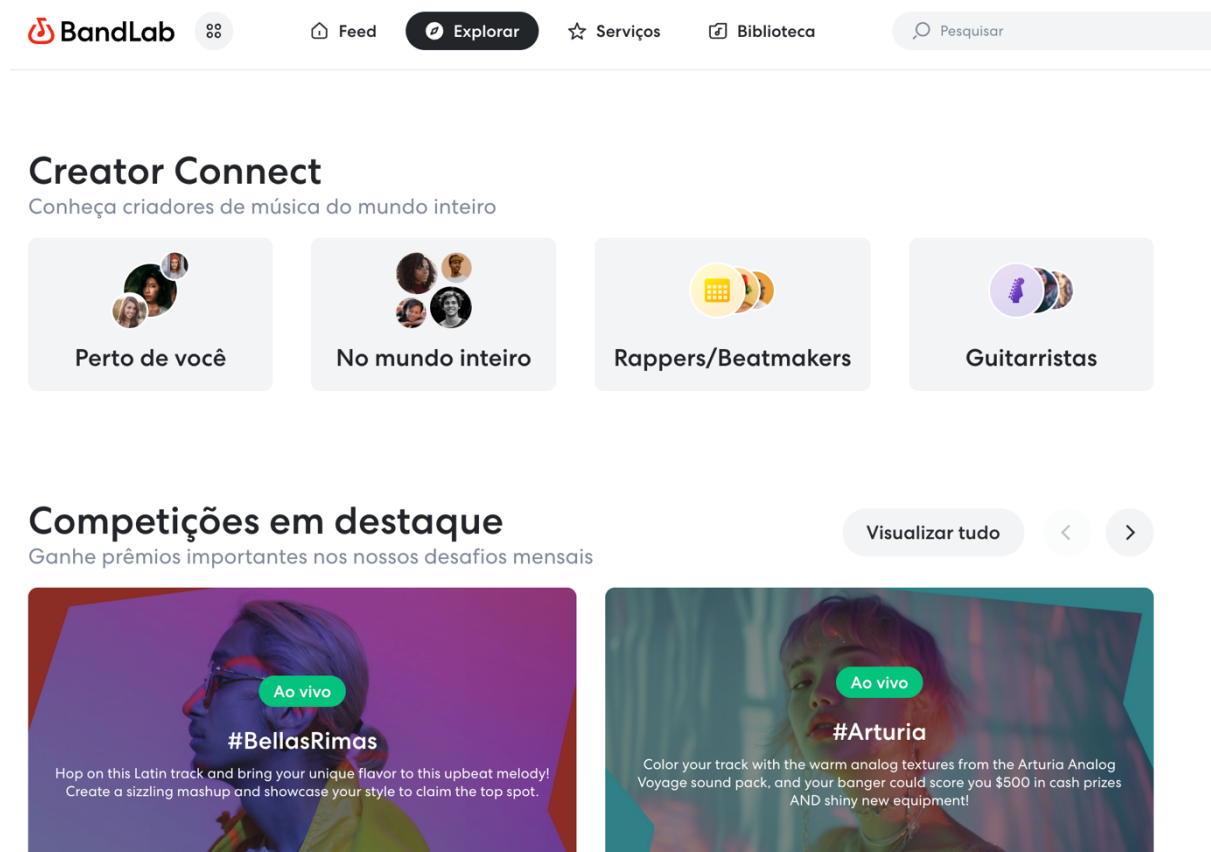 BandLab
Feed
Explorar
Serviços
Biblioteca
Pesquisar
Creator Connect
Conheça criadores de música do mundo inteiro
Perto de você
No mundo inteiro
Rappers/Beatmakers
Guitarristas
Competições em destaque
Ganhe prêmios importantes nos nossos desafios mensais
Visualizar tudo
Ao vivo
#BellasRimas
Hop on this Latin track and bring your unique flavor to this upbeat melody!
Create a sizzling mashup and showcase your style to claim the top spot.
Ao vivo
#Arturia
Color your track with the warm analog textures from the Arturia Analog
Voyage sound pack, and your banger could score you $500 in cash prizes
AND shiny new equipment!